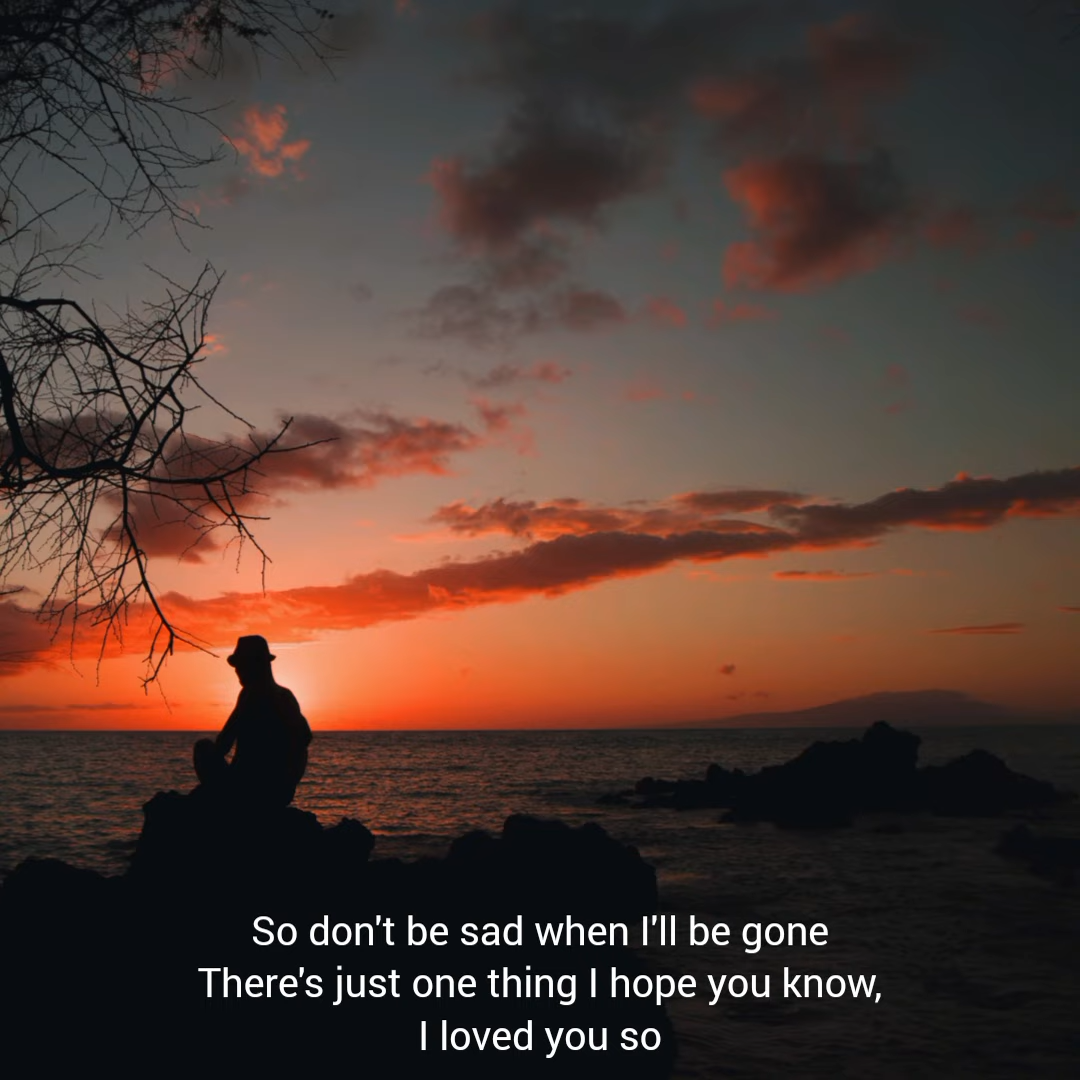 So don't be sad when I'll be gone
There's just one thing I hope you know,
I loved you so